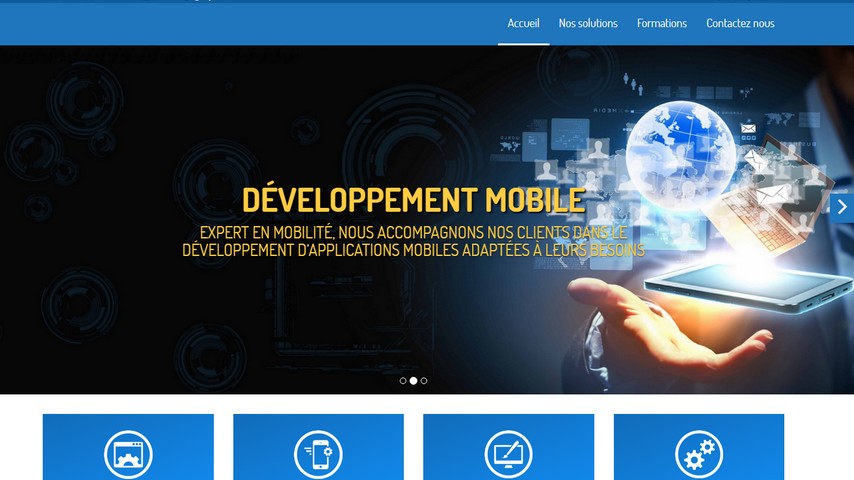 Accueil Nos solutions Formations Contactez nous
DÉVELOPPEMENT MOBILE
EXPERT EN MOBILITÉ, NOUS ACCOMPAGNONS NOS CLIENTS DANS LE
DÉVELOPPEMENT D'APPLICATIONS MOBILES ADAPTÉES À LEURS BESOINS